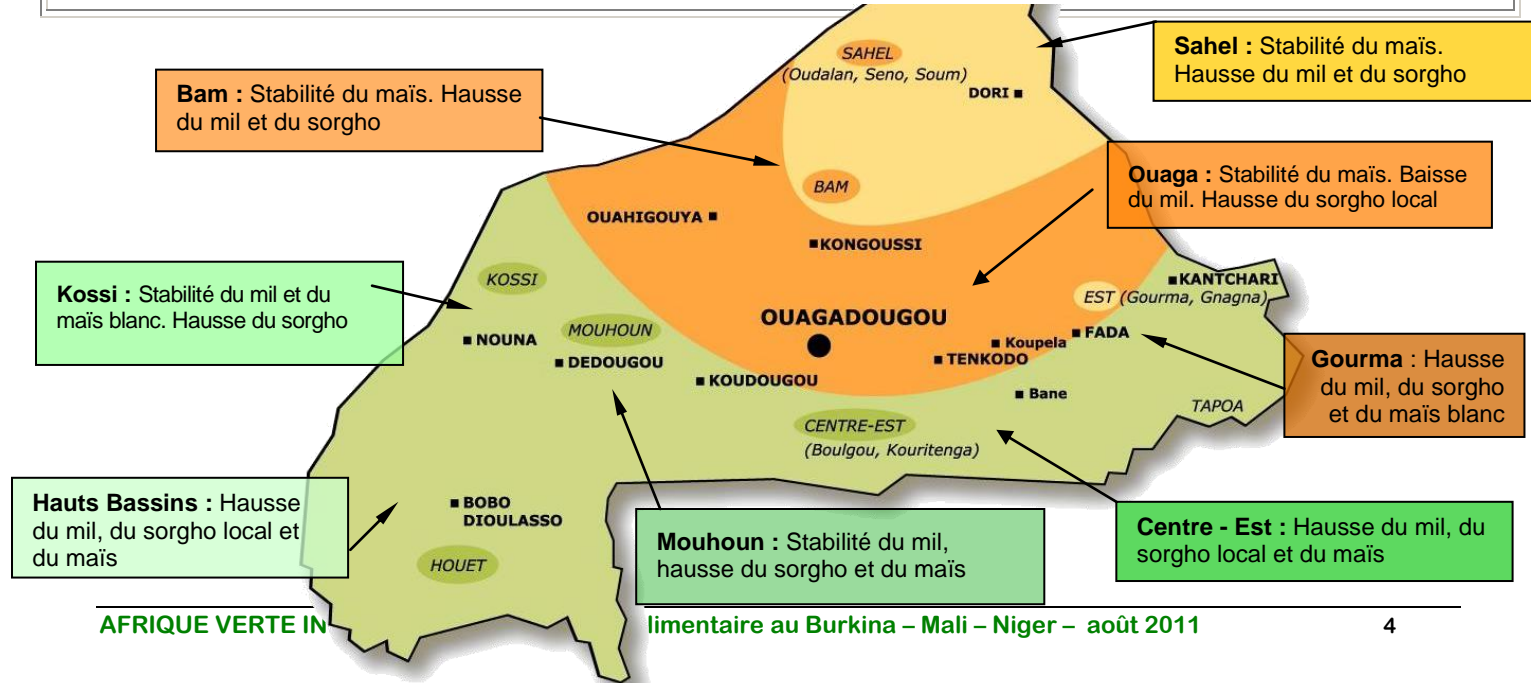 Sahel : Stabilité du maïs.
Hausse du mil et du sorgho
SAHEL
(Oudalan, Seno, Soum)
DORI
Bam : Stabilité du maïs. Hausse
du mil et du sorgho
BAM
Ouaga : Stabilité du maïs. Baisse
du mil. Hausse du sorgho local
OUAHIGOUYA
KONGOUSSI
KOSSI
KANTCHARI
Kossi : Stabilité du mil et du
maïs blanc. Hausse du sorgho
EST (Gourma, Gnagna)
OUAGADOUGOU
MOUHOUN
NOUNA
Koupela
FADA
DEDOUGOU
TENKODO
Gourma : Hausse
du mil, du sorgho
et du maïs blanc
KOUDOUGOU
Bane
TAPOA
CENTRE-EST
(Boulgou, Kouritenga)
Hauts Bassins : Hausse
du mil, du sorgho local et
du maïs
BOBO
DIOULASSO
HOUET
Mouhoun : Stabilité du mil,
hausse du sorgho et du maïs
Centre - Est : Hausse du mil, du
sorgho local et du maïs
AFRIQUE VERTE IN limentaire au Burkina – Mali – Niger – août 2011 4